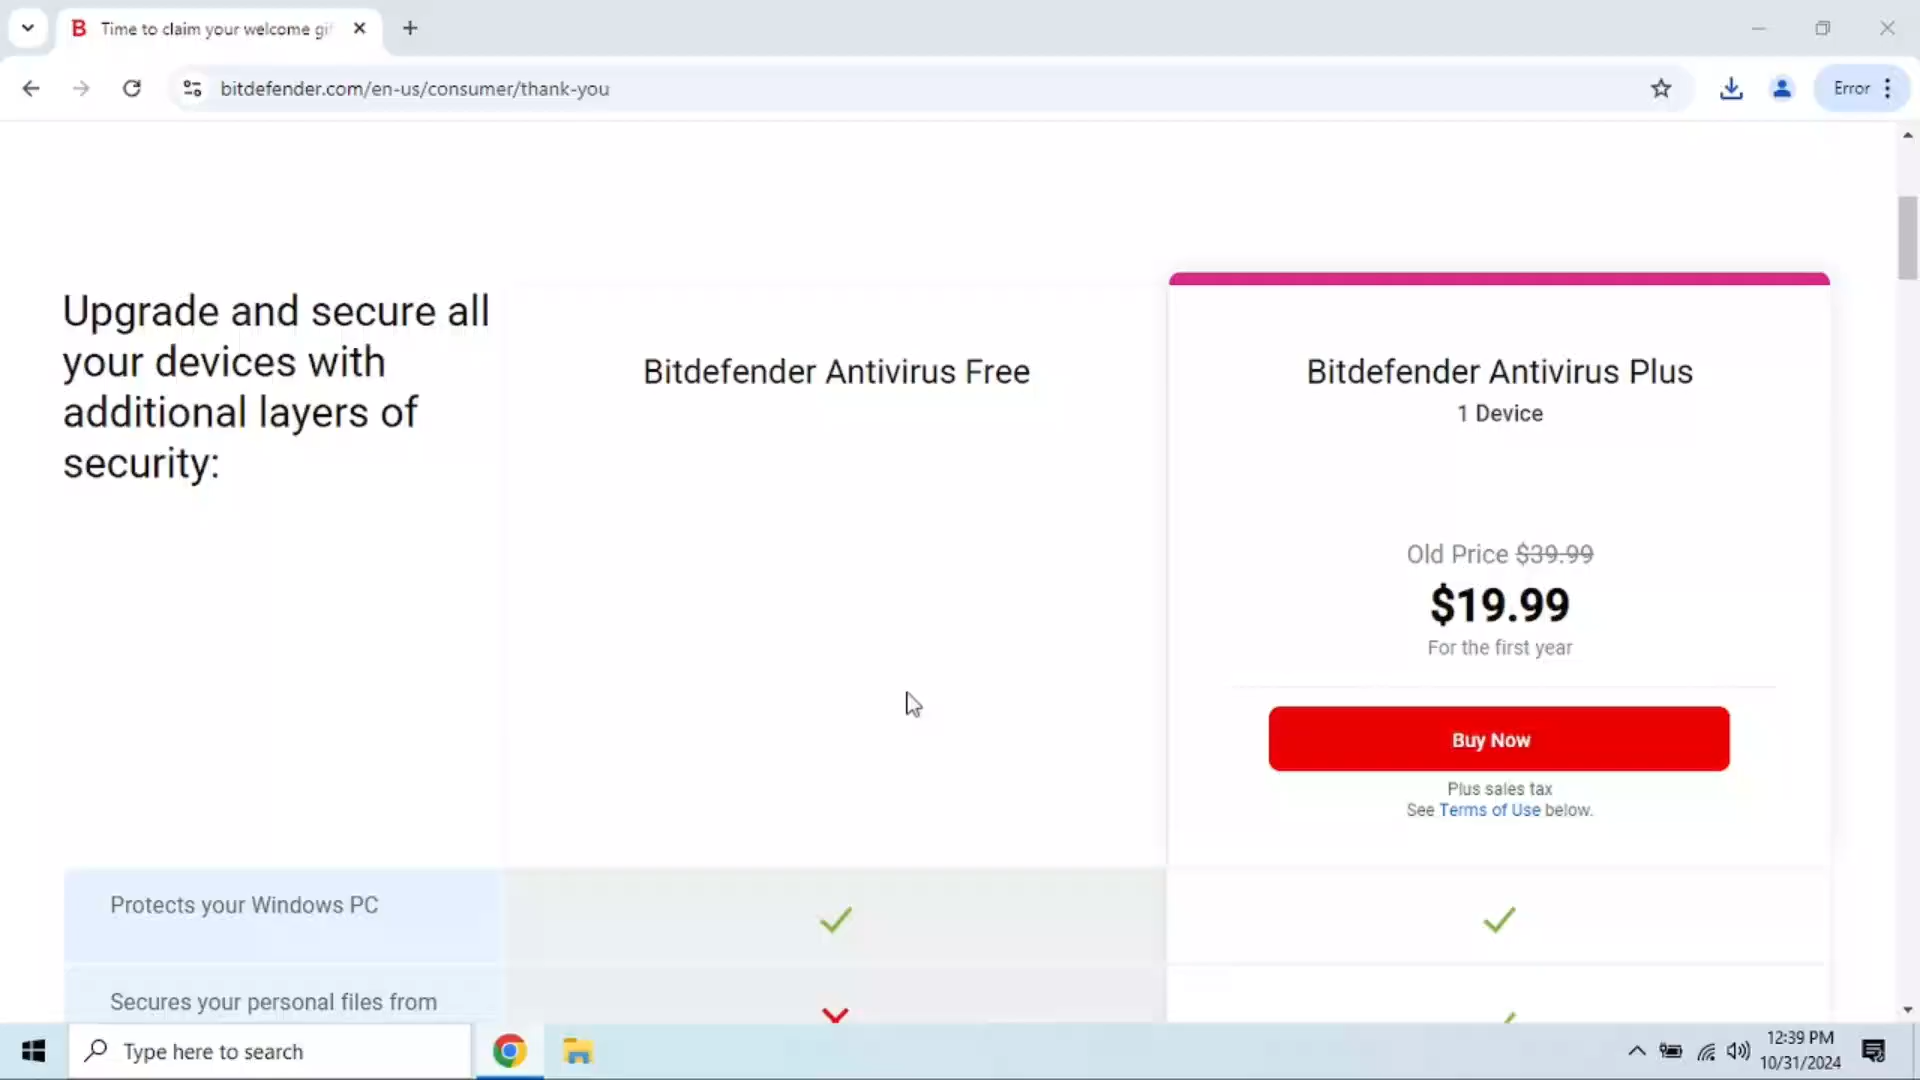 B Time to claim your welcome gif
bitdefender.com/en-us/consumer/thank-you
Error
Upgrade and secure all
your devices with
additional layers of
security:
Bitdefender Antivirus Free
Bitdefender Antivirus Plus
1 Device
Old Price $39.99
$19.99
For the first year
Buy Now
Plus sales tax
See Terms of Use below.
Protects your Windows PC
Secures your personal files from
Type here to search
12:39 PM
10/31/2024